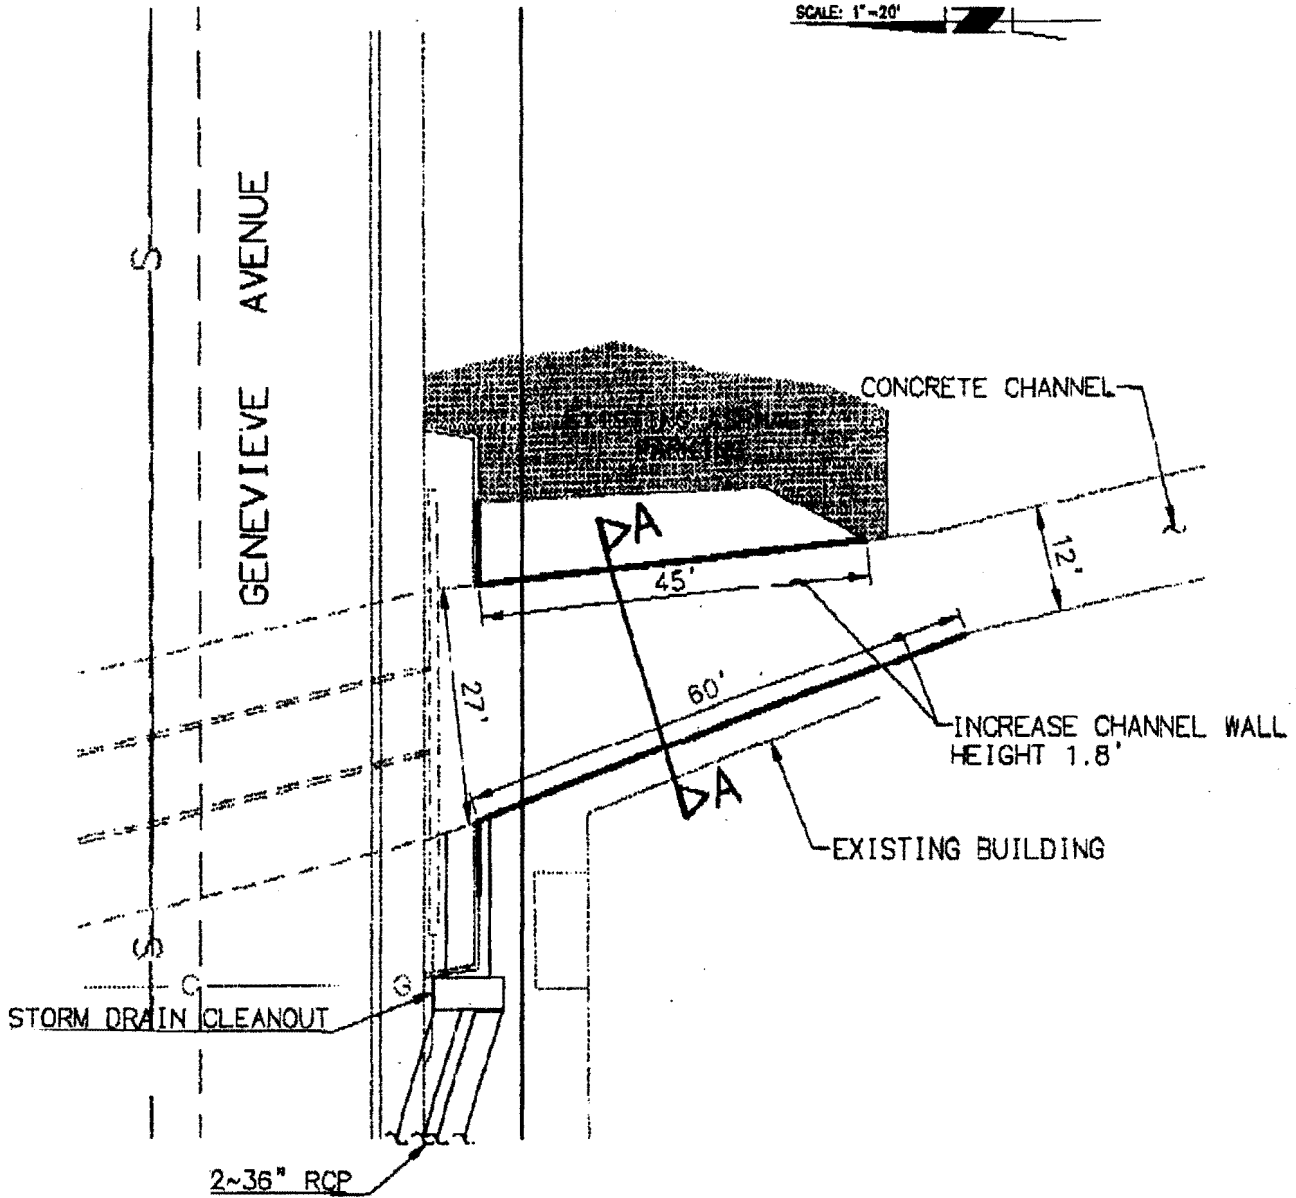 SCALE: 1"=20'
GENEVIEVE AVENUE
S
CONCRETE CHANNEL
PARKING
A
12'
45'
27'
60'
INCREASE CHANNEL WALL
HEIGHT 1.8'
A
EXISTING BUILDING
S
G
G
STORM DRAIN CLEANOUT
2~36" RCP